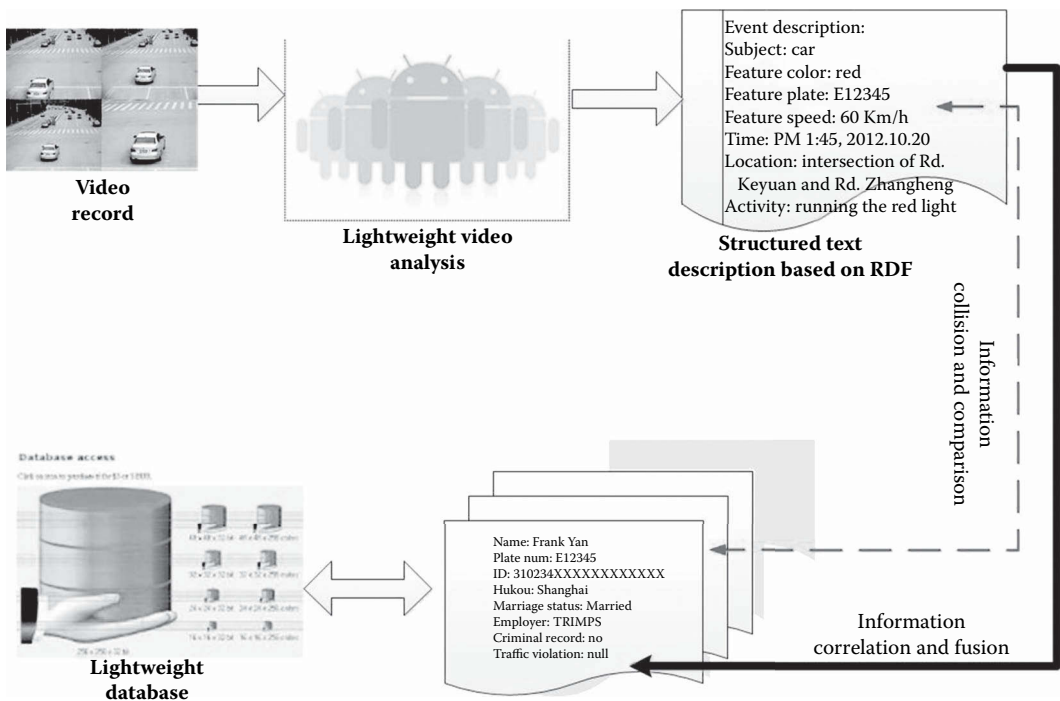 Event description:
Subject: car
Feature color: red
Feature plate: E12345
Feature speed: 60 Km/h
Time: PM 1:45, 2012.10.20
Location: intersection of Rd.
Keyuan and Rd. Zhangheng
Activity: running the red light
Video
record
Lightweight video
analysis
Structured text
description based on RDF
Information
collision and comparison
Database access
Name: Frank Yan
Plate num: E12345
ID: 310234XXXXXXXXXXXX
Hukou: Shanghai
Marriage status: Married
Employer: TRIMPS
Criminal record: no
Traffic violation: null
Information
correlation and fusion
Lightweight
database